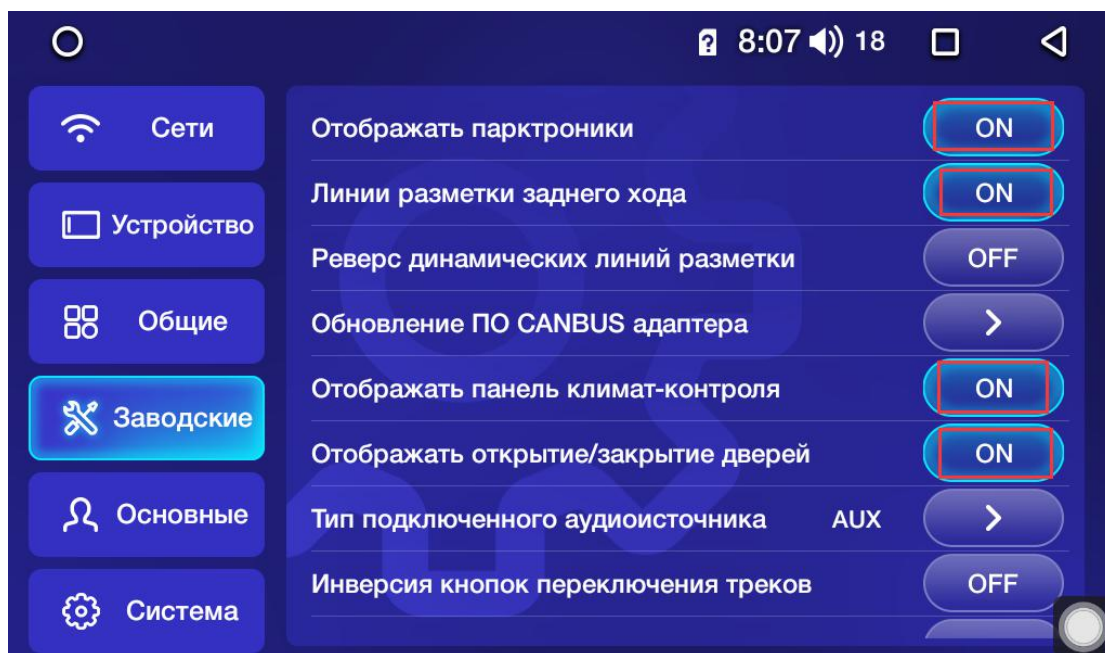 8:07 18
Сети
Устройство
Общие
Заводские
Основные
Система
Отображать парктроники ON
Линии разметки заднего хода ON
Реверс динамических линий разметки OFF
Обновление ПО CANBUS адаптера
Отображать панель климат-контроля ON
Отображать открытие/закрытие дверей ON
Тип подключенного аудиоисточника AUX
Инверсия кнопок переключения треков OFF